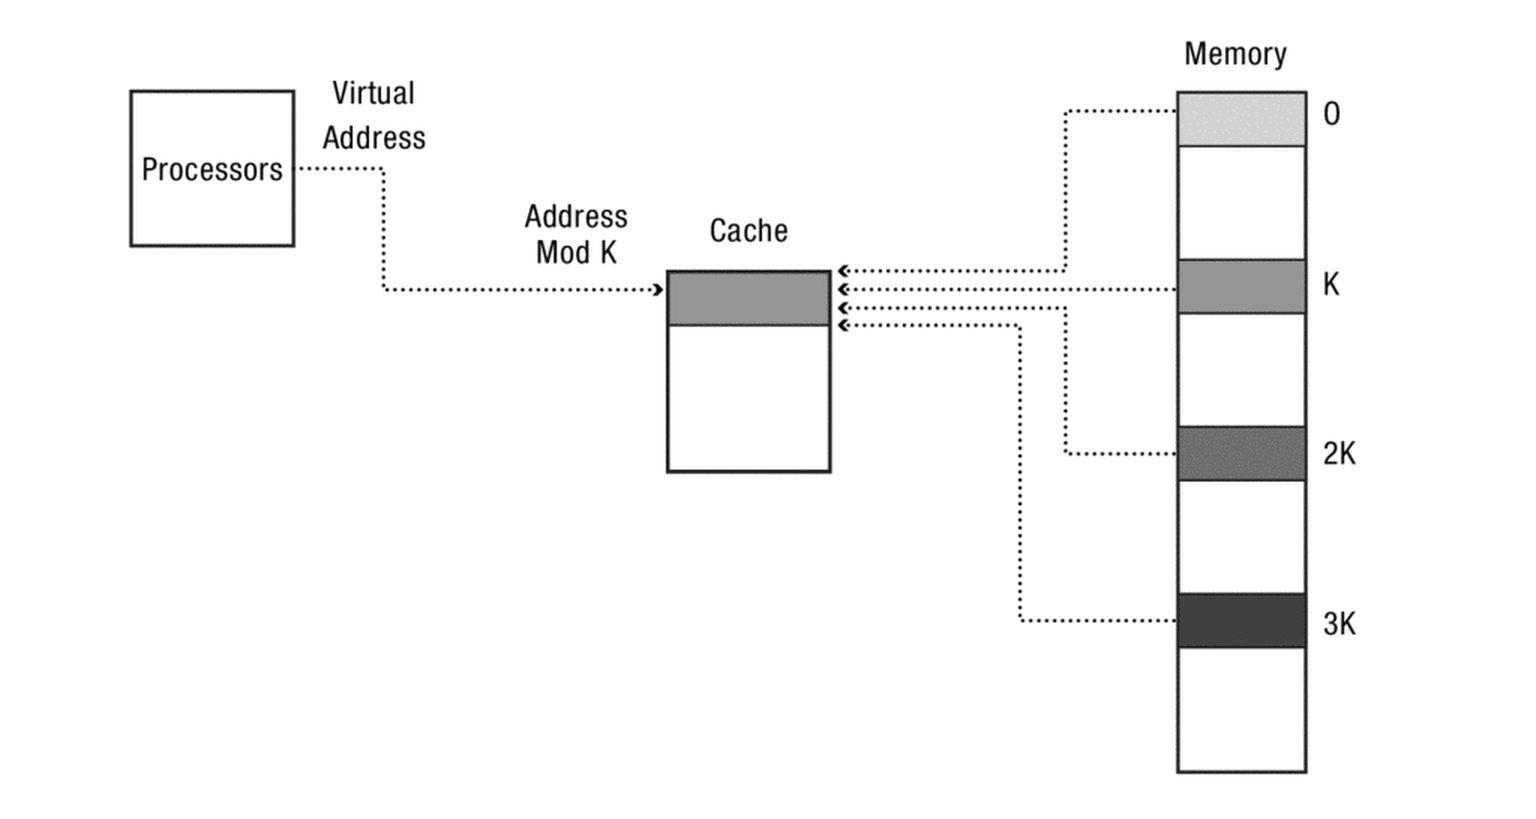 Memory
Virtual
Address
Processors
Address
Mod K
Cache
0
K
2K
3K